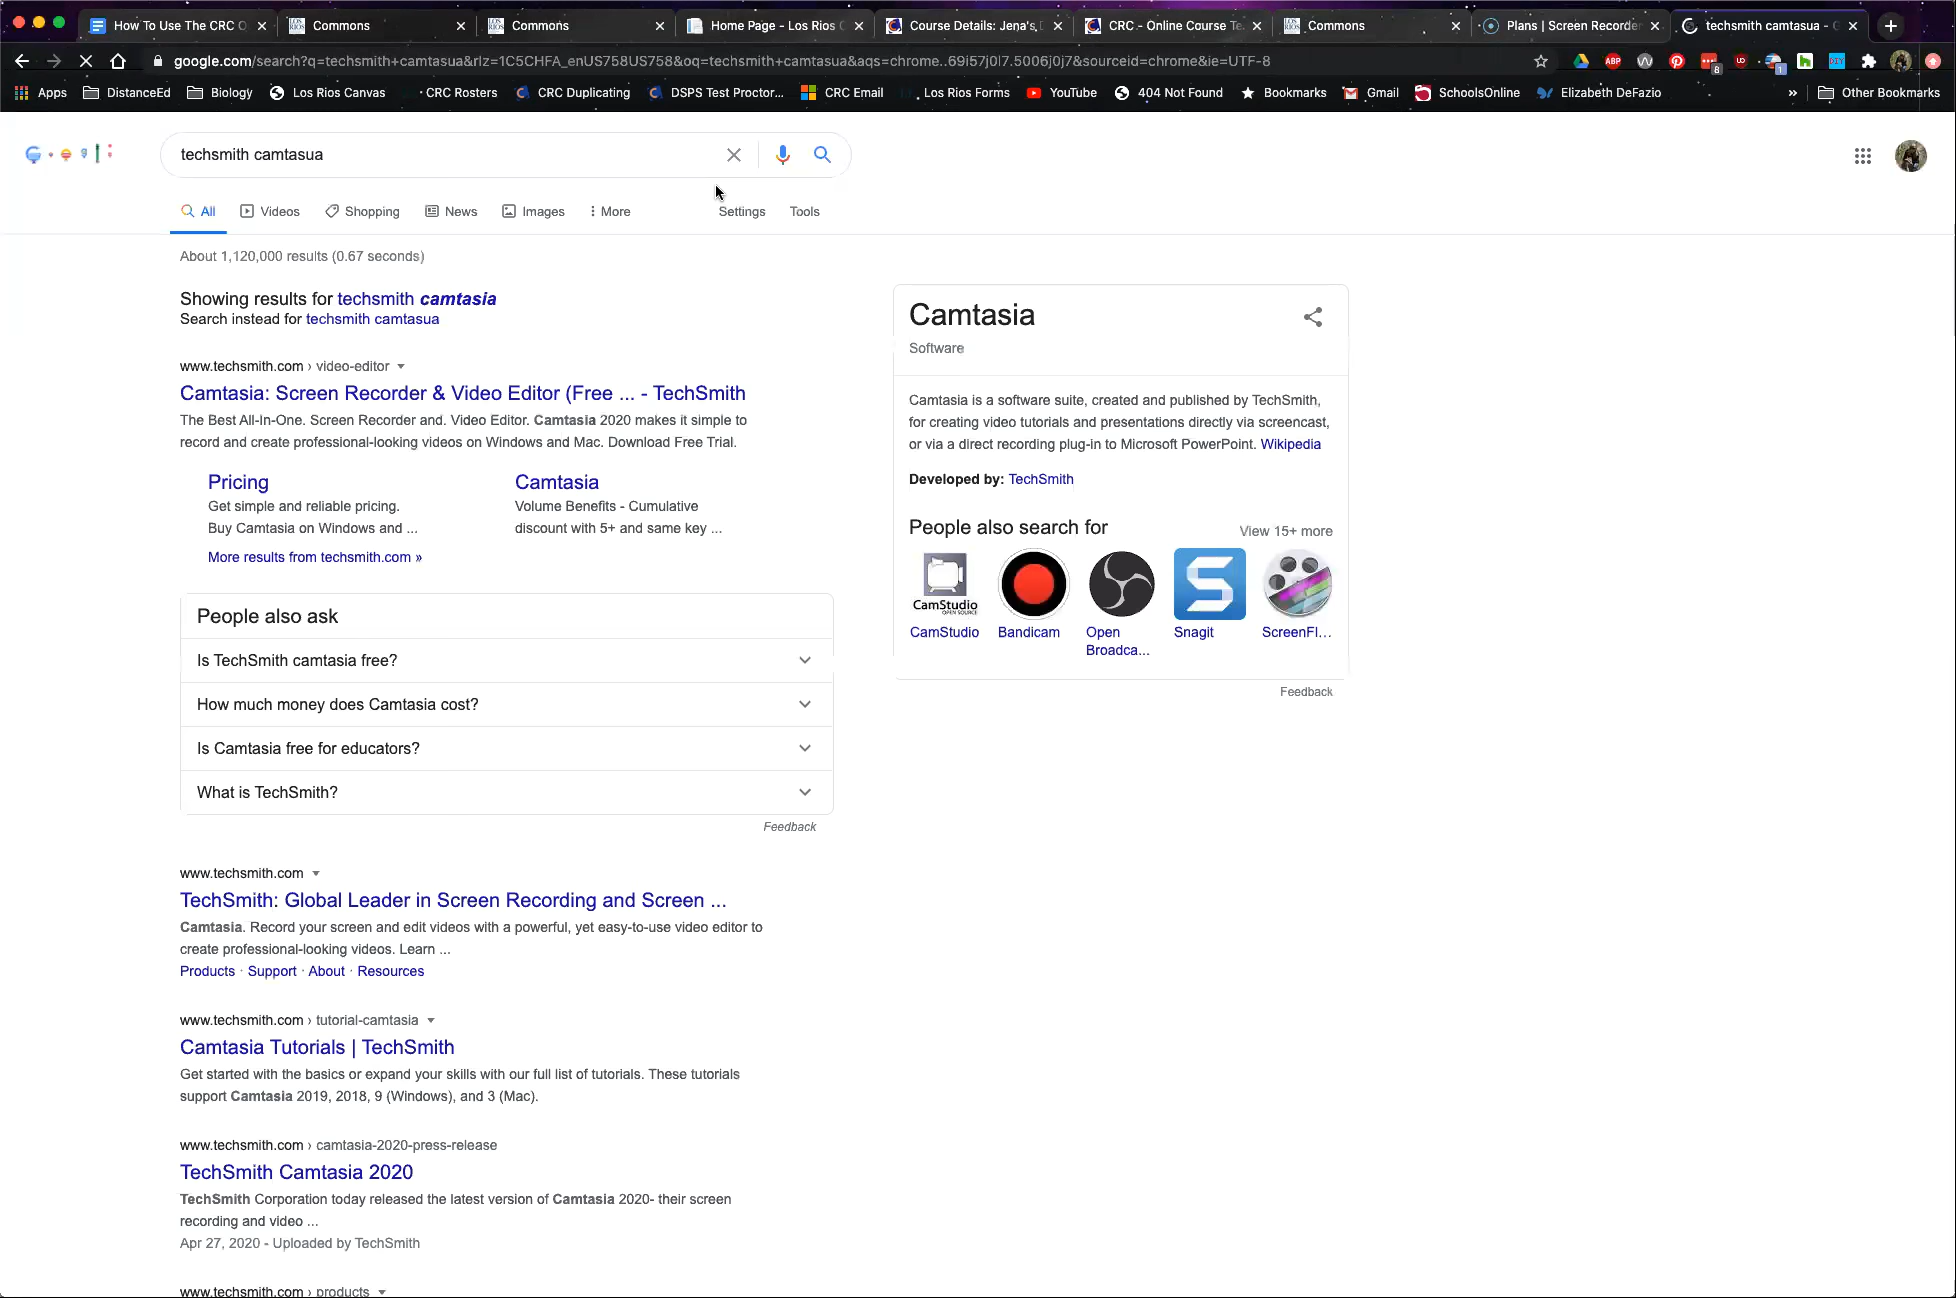 How To Use The CRC O
Commons
Commons
Home Page - Los Rios C
Course Details: Jena's
CRC - Online Course Te
Commons
Plans | Screen Recorder
techsmith camtasua - G
google.com/search?q=techsmith+camtasua&rlz=1C5CHFA_enUS758US758&oq=techsmith+camtasua&aqs=chrome..69i57j0l7.5006j0j7&sourceid=chrome&ie=UTF-8
Apps
DistanceEd
Biology
Los Rios Canvas
CRC Rosters
CRC Duplicating
DSPS Test Proctor...
CRC Email
Los Rios Forms
YouTube
404 Not Found
Bookmarks
Gmail
SchoolsOnline
Elizabeth DeFazio
»
Other Bookmarks
techsmith camtasua
All
Videos
Shopping
News
Images
More
Settings
Tools
About 1,120,000 results (0.67 seconds)
Showing results for techsmith camtasia
Search instead for techsmith camtasua
www.techsmith.com › video-editor
Camtasia: Screen Recorder & Video Editor (Free ... - TechSmith
The Best All-In-One. Screen Recorder and. Video Editor. Camtasia 2020 makes it simple to
record and create professional-looking videos on Windows and Mac. Download Free Trial.
Pricing
Get simple and reliable pricing.
Buy Camtasia on Windows and ...
Camtasia
Volume Benefits - Cumulative
discount with 5+ and same key ...
More results from techsmith.com »
People also ask
Is TechSmith camtasia free?
How much money does Camtasia cost?
Is Camtasia free for educators?
What is TechSmith?
Feedback
www.techsmith.com
TechSmith: Global Leader in Screen Recording and Screen ...
Camtasia. Record your screen and edit videos with a powerful, yet easy-to-use video editor to
create professional-looking videos. Learn ...
Products · Support · About · Resources
www.techsmith.com › tutorial-camtasia
Camtasia Tutorials | TechSmith
Get started with the basics or expand your skills with our full list of tutorials. These tutorials
support Camtasia 2019, 2018, 9 (Windows), and 3 (Mac).
www.techsmith.com › camtasia-2020-press-release
TechSmith Camtasia 2020
TechSmith Corporation today released the latest version of Camtasia 2020- their screen
recording and video ...
Apr 27, 2020 - Uploaded by TechSmith
www.techsmith.com › products
Camtasia
Software
Camtasia is a software suite, created and published by TechSmith,
for creating video tutorials and presentations directly via screencast,
or via a direct recording plug-in to Microsoft PowerPoint. Wikipedia
Developed by: TechSmith
People also search for
View 15+ more
CamStudio
OPEN SOURCE
CamStudio
Bandicam
Open
Broadca...
Snagit
ScreenFl...
Feedback